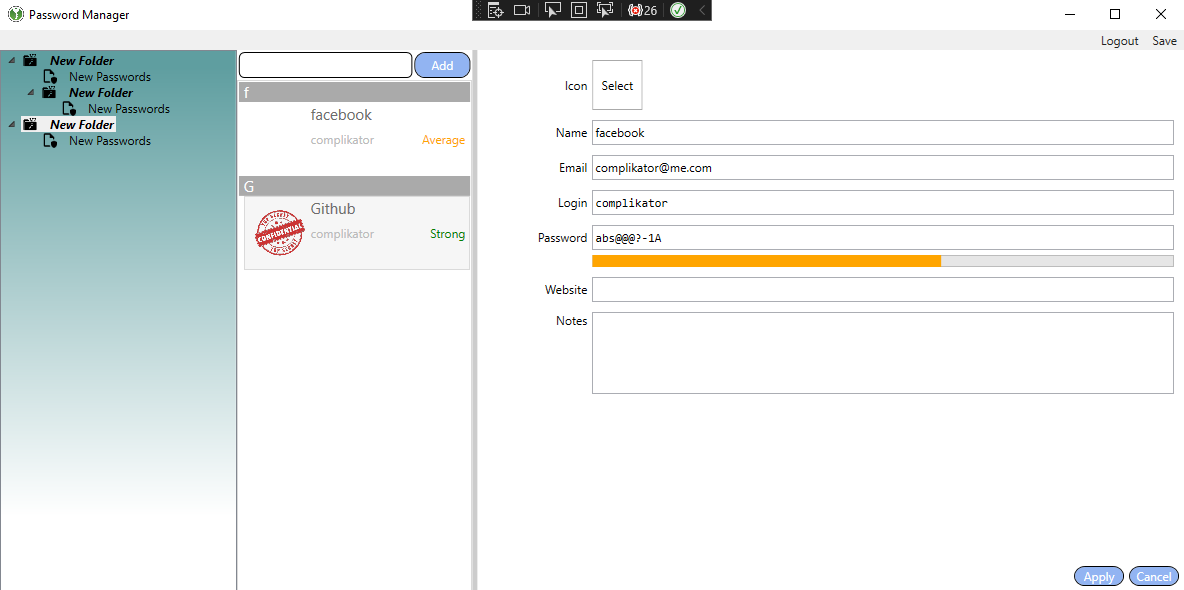 Password Manager
26
Logout Save
New Folder
New Passwords
New Folder
New Passwords
New Folder
New Passwords
Add
f
facebook
complikator Average
G
TOP SECRET
CONFIDENTIAL
TOP SECRET
Github
complikator Strong
Icon Select
Name facebook
Email complikator@me.com
Login complikator
Password abs@@@?-1A
Website
Notes
Apply Cancel